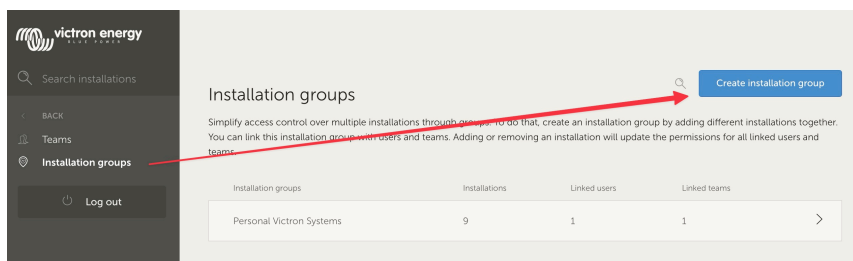 victron energy
BLUE POWER
Search installations
BACK
Teams
Installation groups
Log out
Create installation group
Installation groups
Simplify access control over multiple installations through groups. To do that, create an installation group by adding different installations together.
You can link this installation group with users and teams. Adding or removing an installation will update the permissions for all linked users and
teams.
Installation groups Installations Linked users Linked teams
Personal Victron Systems 9 1 1